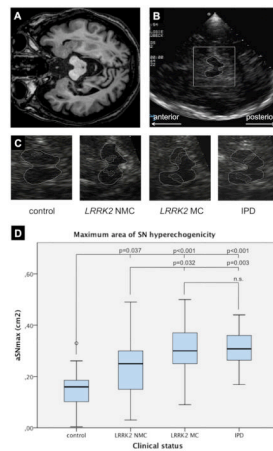 A
B
anterior
posterior
C
control
LRRK2 NMC
LRRK2 MC
IPD
D
Maximum area of SN hyperechogenicity
p=0.037
p<0.001
p<0.001
p=0.032
p=0.003
n.s.
,60
,40
,20
,00
aSNmax (cm2)
control
LRRK2 NMC
LRRK2 MC
IPD
Clinical status